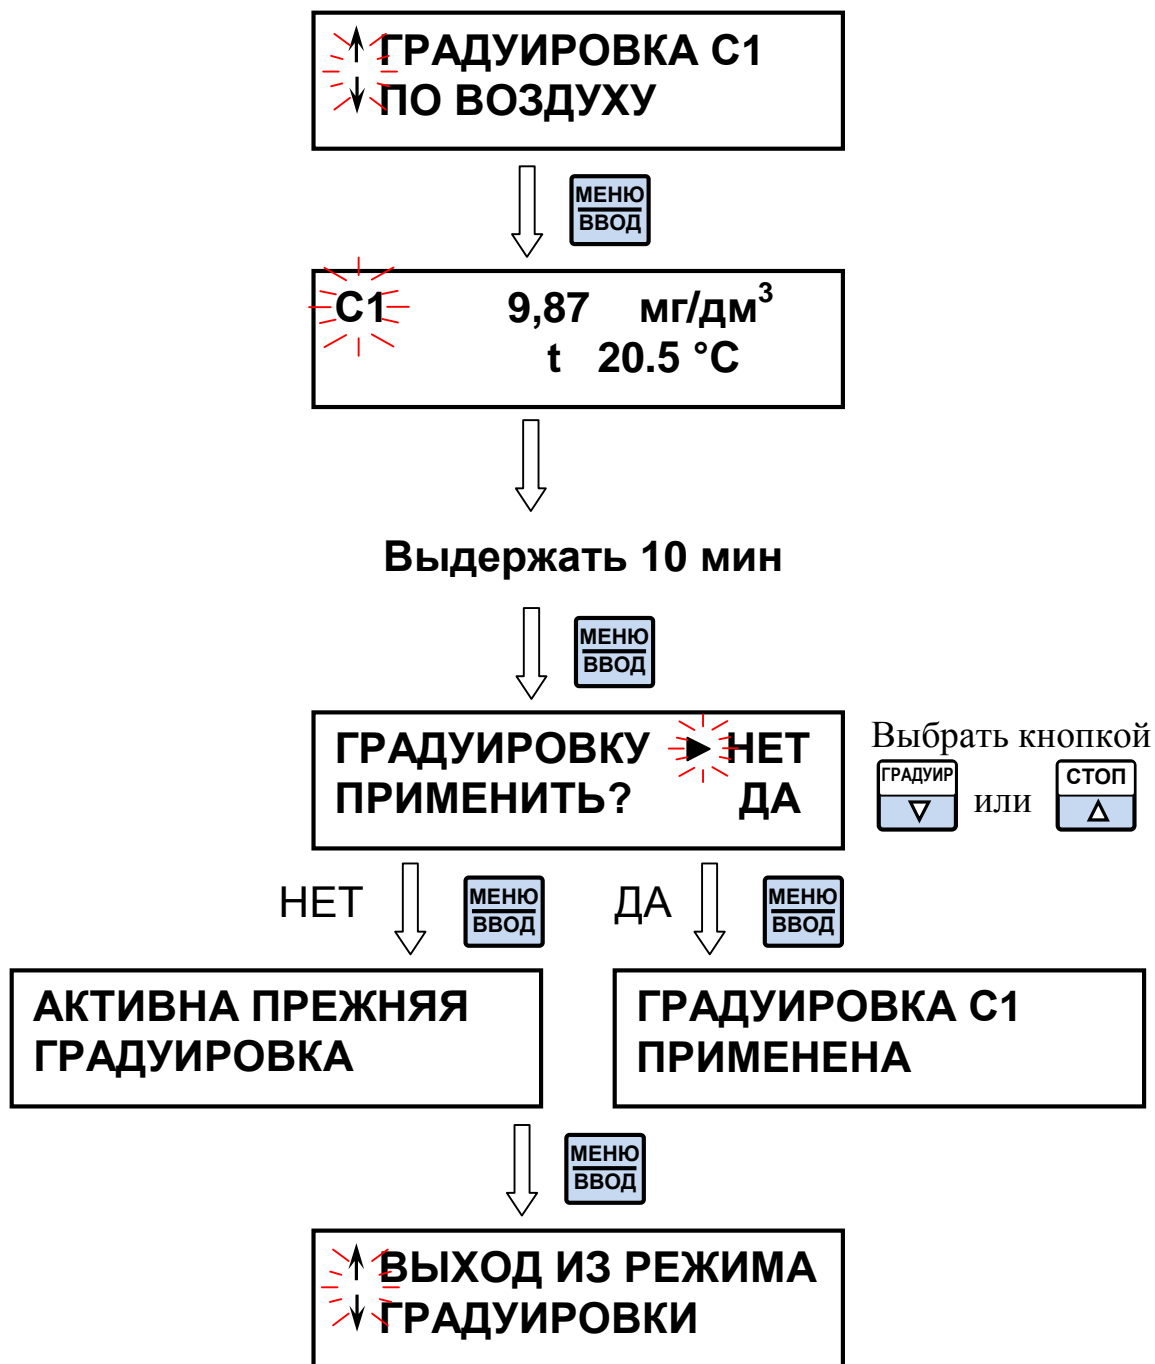 ГРАДУИРОВКА С1
ПО ВОЗДУХУ
МЕНЮ
ВВОД
С1 9,87 мг/дм³
t 20.5 °С
Выдержать 10 мин
МЕНЮ
ВВОД
ГРАДУИРОВКУ ► НЕТ
ПРИМЕНИТЬ? ДА
Выбрать кнопкой
ГРАДУИР или СТОП
НЕТ МЕНЮ ДА МЕНЮ
ВВОД ВВОД
АКТИВНА ПРЕЖНЯЯ
ГРАДУИРОВКА
ГРАДУИРОВКА С1
ПРИМЕНЕНА
МЕНЮ
ВВОД
ВЫХОД ИЗ РЕЖИМА
ГРАДУИРОВКИ